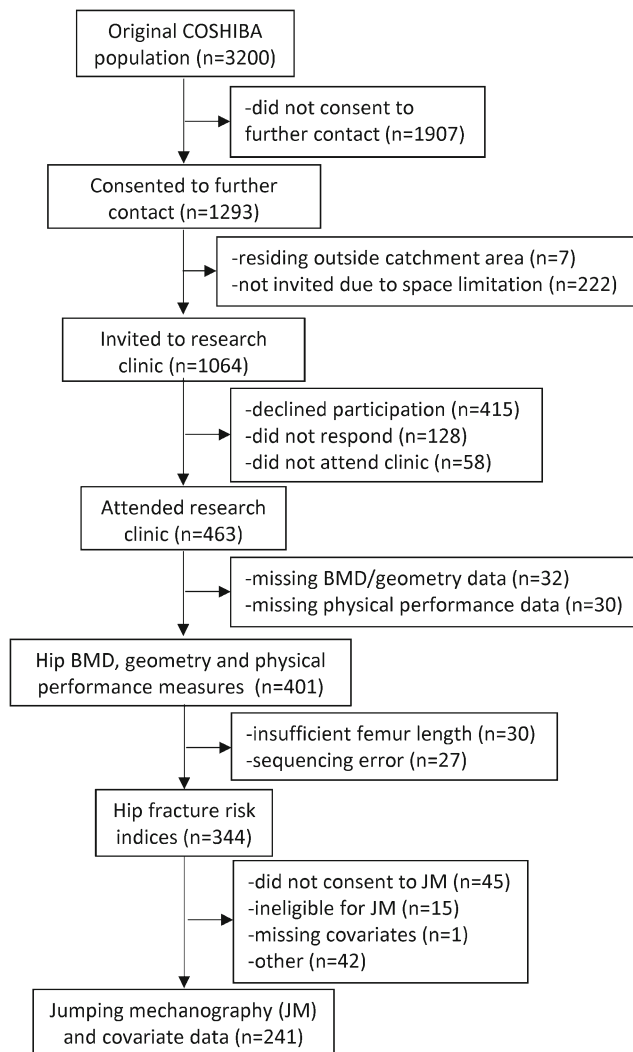 Original COSHIBA
population (n=3200)
-did not consent to
further contact (n=1907)
Consented to further
contact (n=1293)
-residing outside catchment area (n=7)
-not invited due to space limitation (n=222)
Invited to research
clinic (n=1064)
-declined participation (n=415)
-did not respond (n=128)
-did not attend clinic (n=58)
Attended research
clinic (n=463)
-missing BMD/geometry data (n=32)
-missing physical performance data (n=30)
Hip BMD, geometry and physical
performance measures (n=401)
-insufficient femur length (n=30)
-sequencing error (n=27)
Hip fracture risk
indices (n=344)
-did not consent to JM (n=45)
-ineligible for JM (n=15)
-missing covariates (n=1)
-other (n=42)
Jumping mechanography (JM)
and covariate data (n=241)